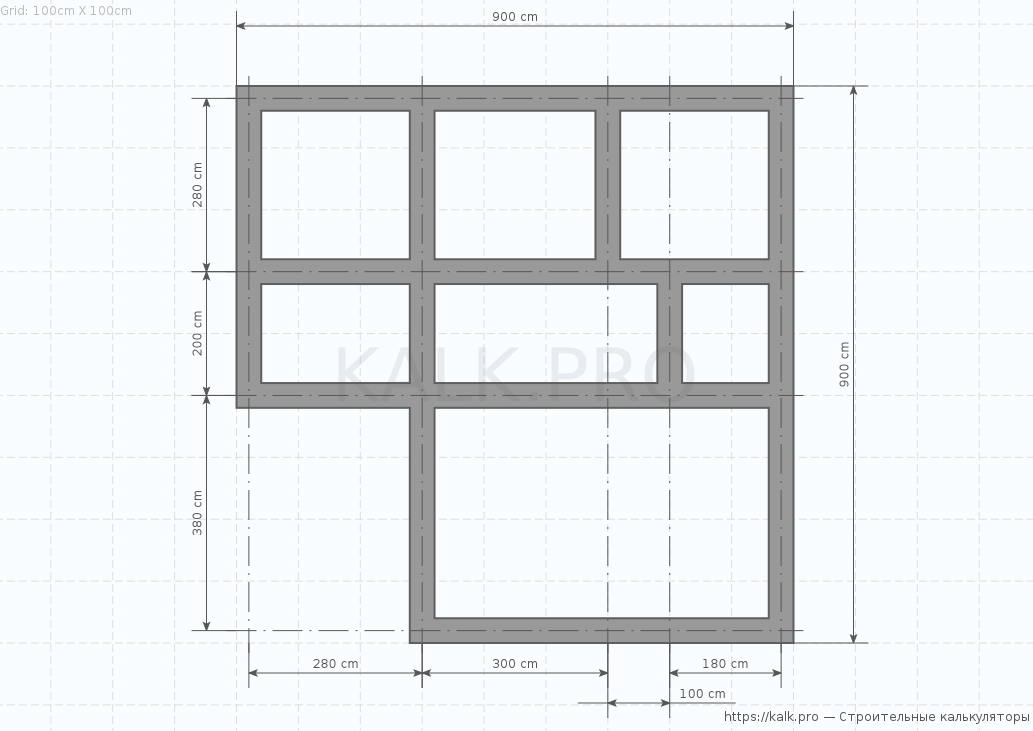 Grid: 100cm X 100cm
900 cm
280 cm
200 cm
900 cm
KALK.PRO
380 cm
280 cm
300 cm
180 cm
100 cm
https://kalk.pro — Строительные калькуляторы